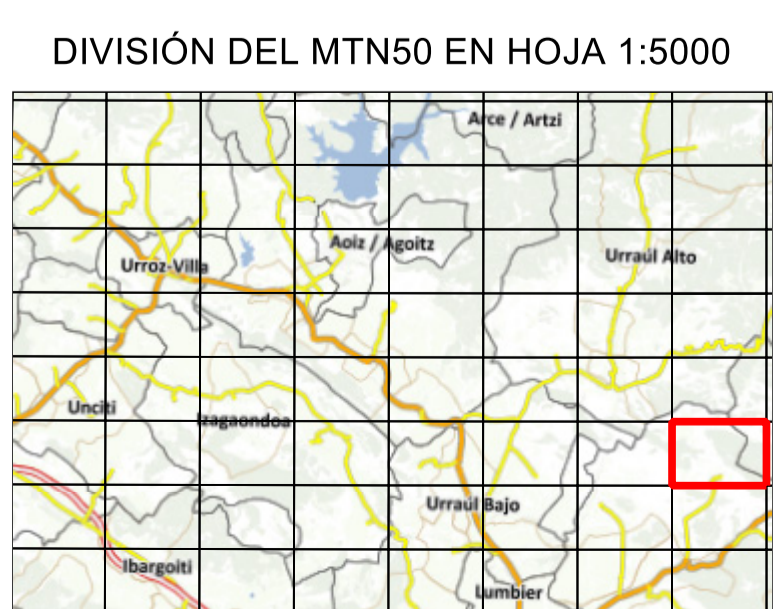 DIVISIÓN DEL MTN50 EN HOJA 1:5000
Arce / Artzi
Aoiz / Agoitz
Urraúl Alto
Urroz-Villa
Unciti
Izagaondoa
Urraúl Bajo
Ibargoiti
Lumbier